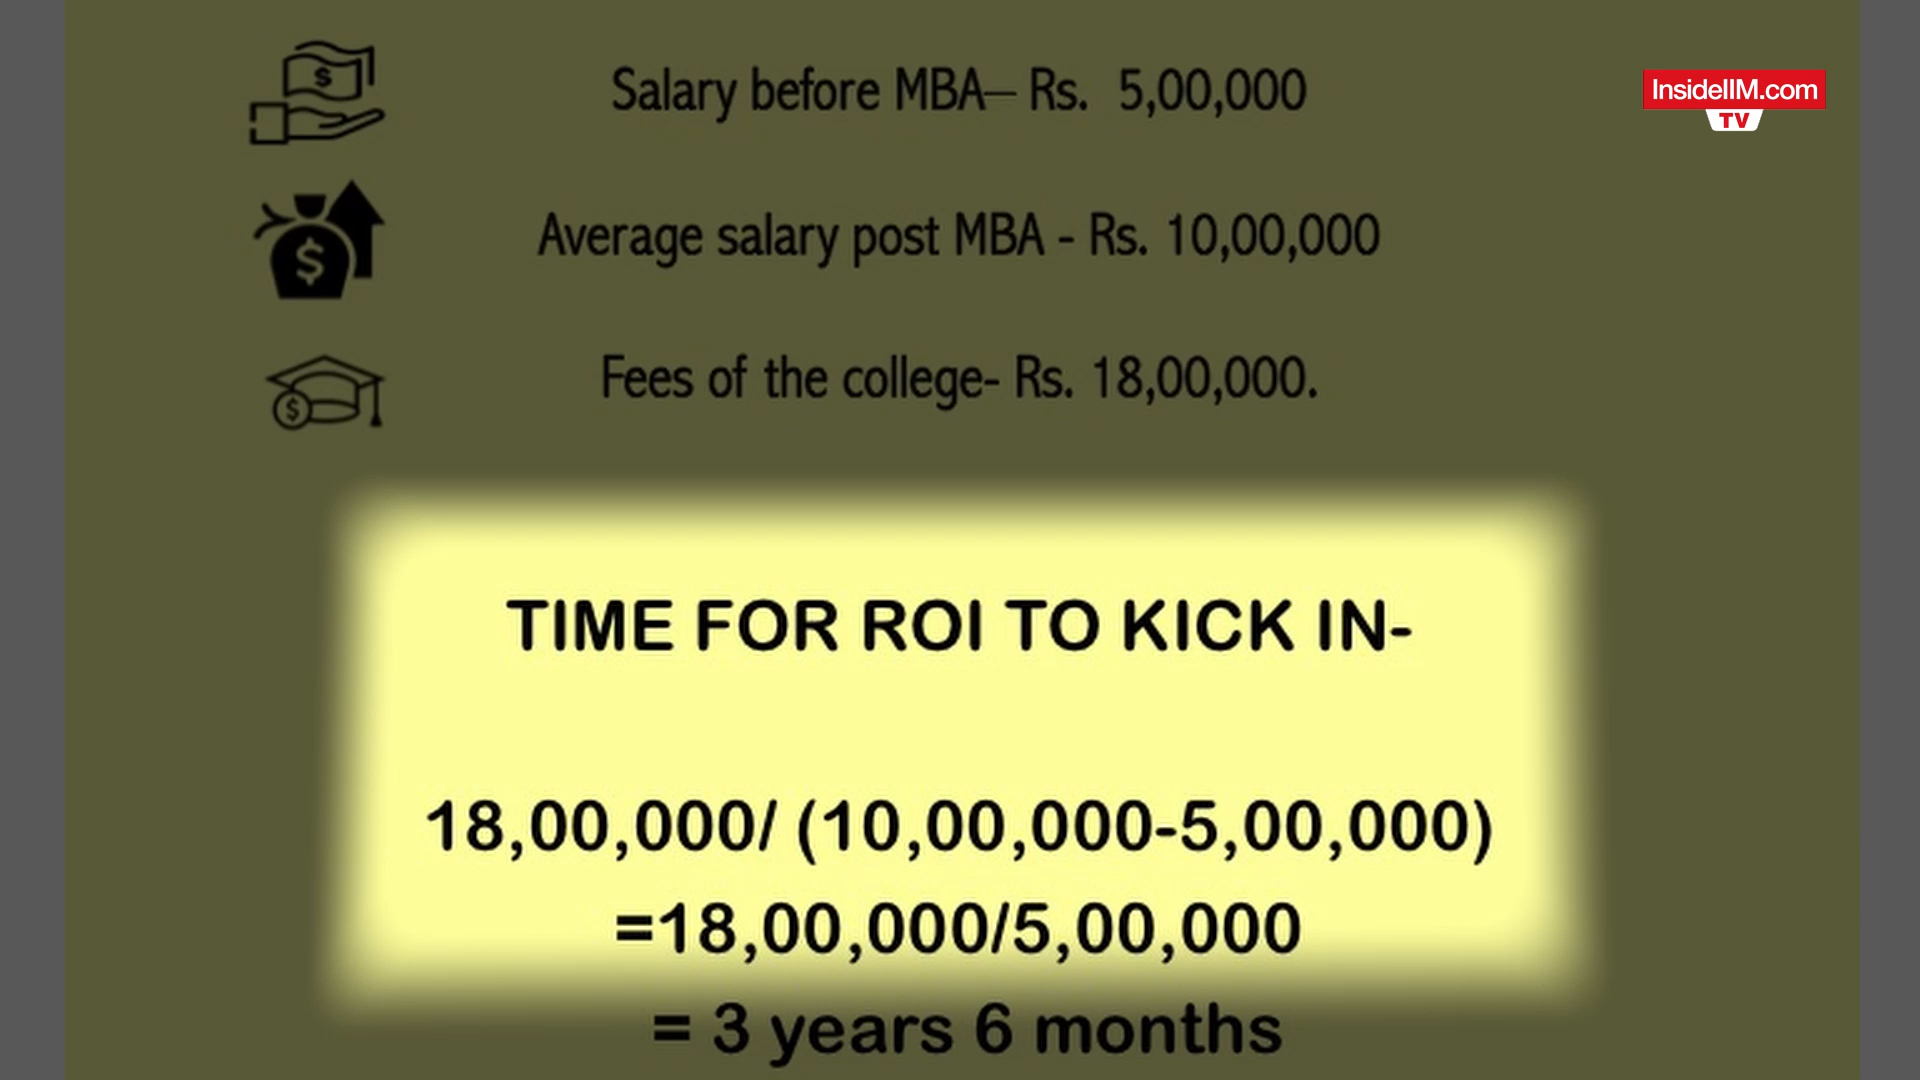 Salary before MBA– Rs. 5,00,000
InsideIIM.com
TV
Average salary post MBA - Rs. 10,00,000
Fees of the college- Rs. 18,00,000.
TIME FOR ROI TO KICK IN-
18,00,000/ (10,00,000-5,00,000)
=18,00,000/5,00,000
= 3 years 6 months